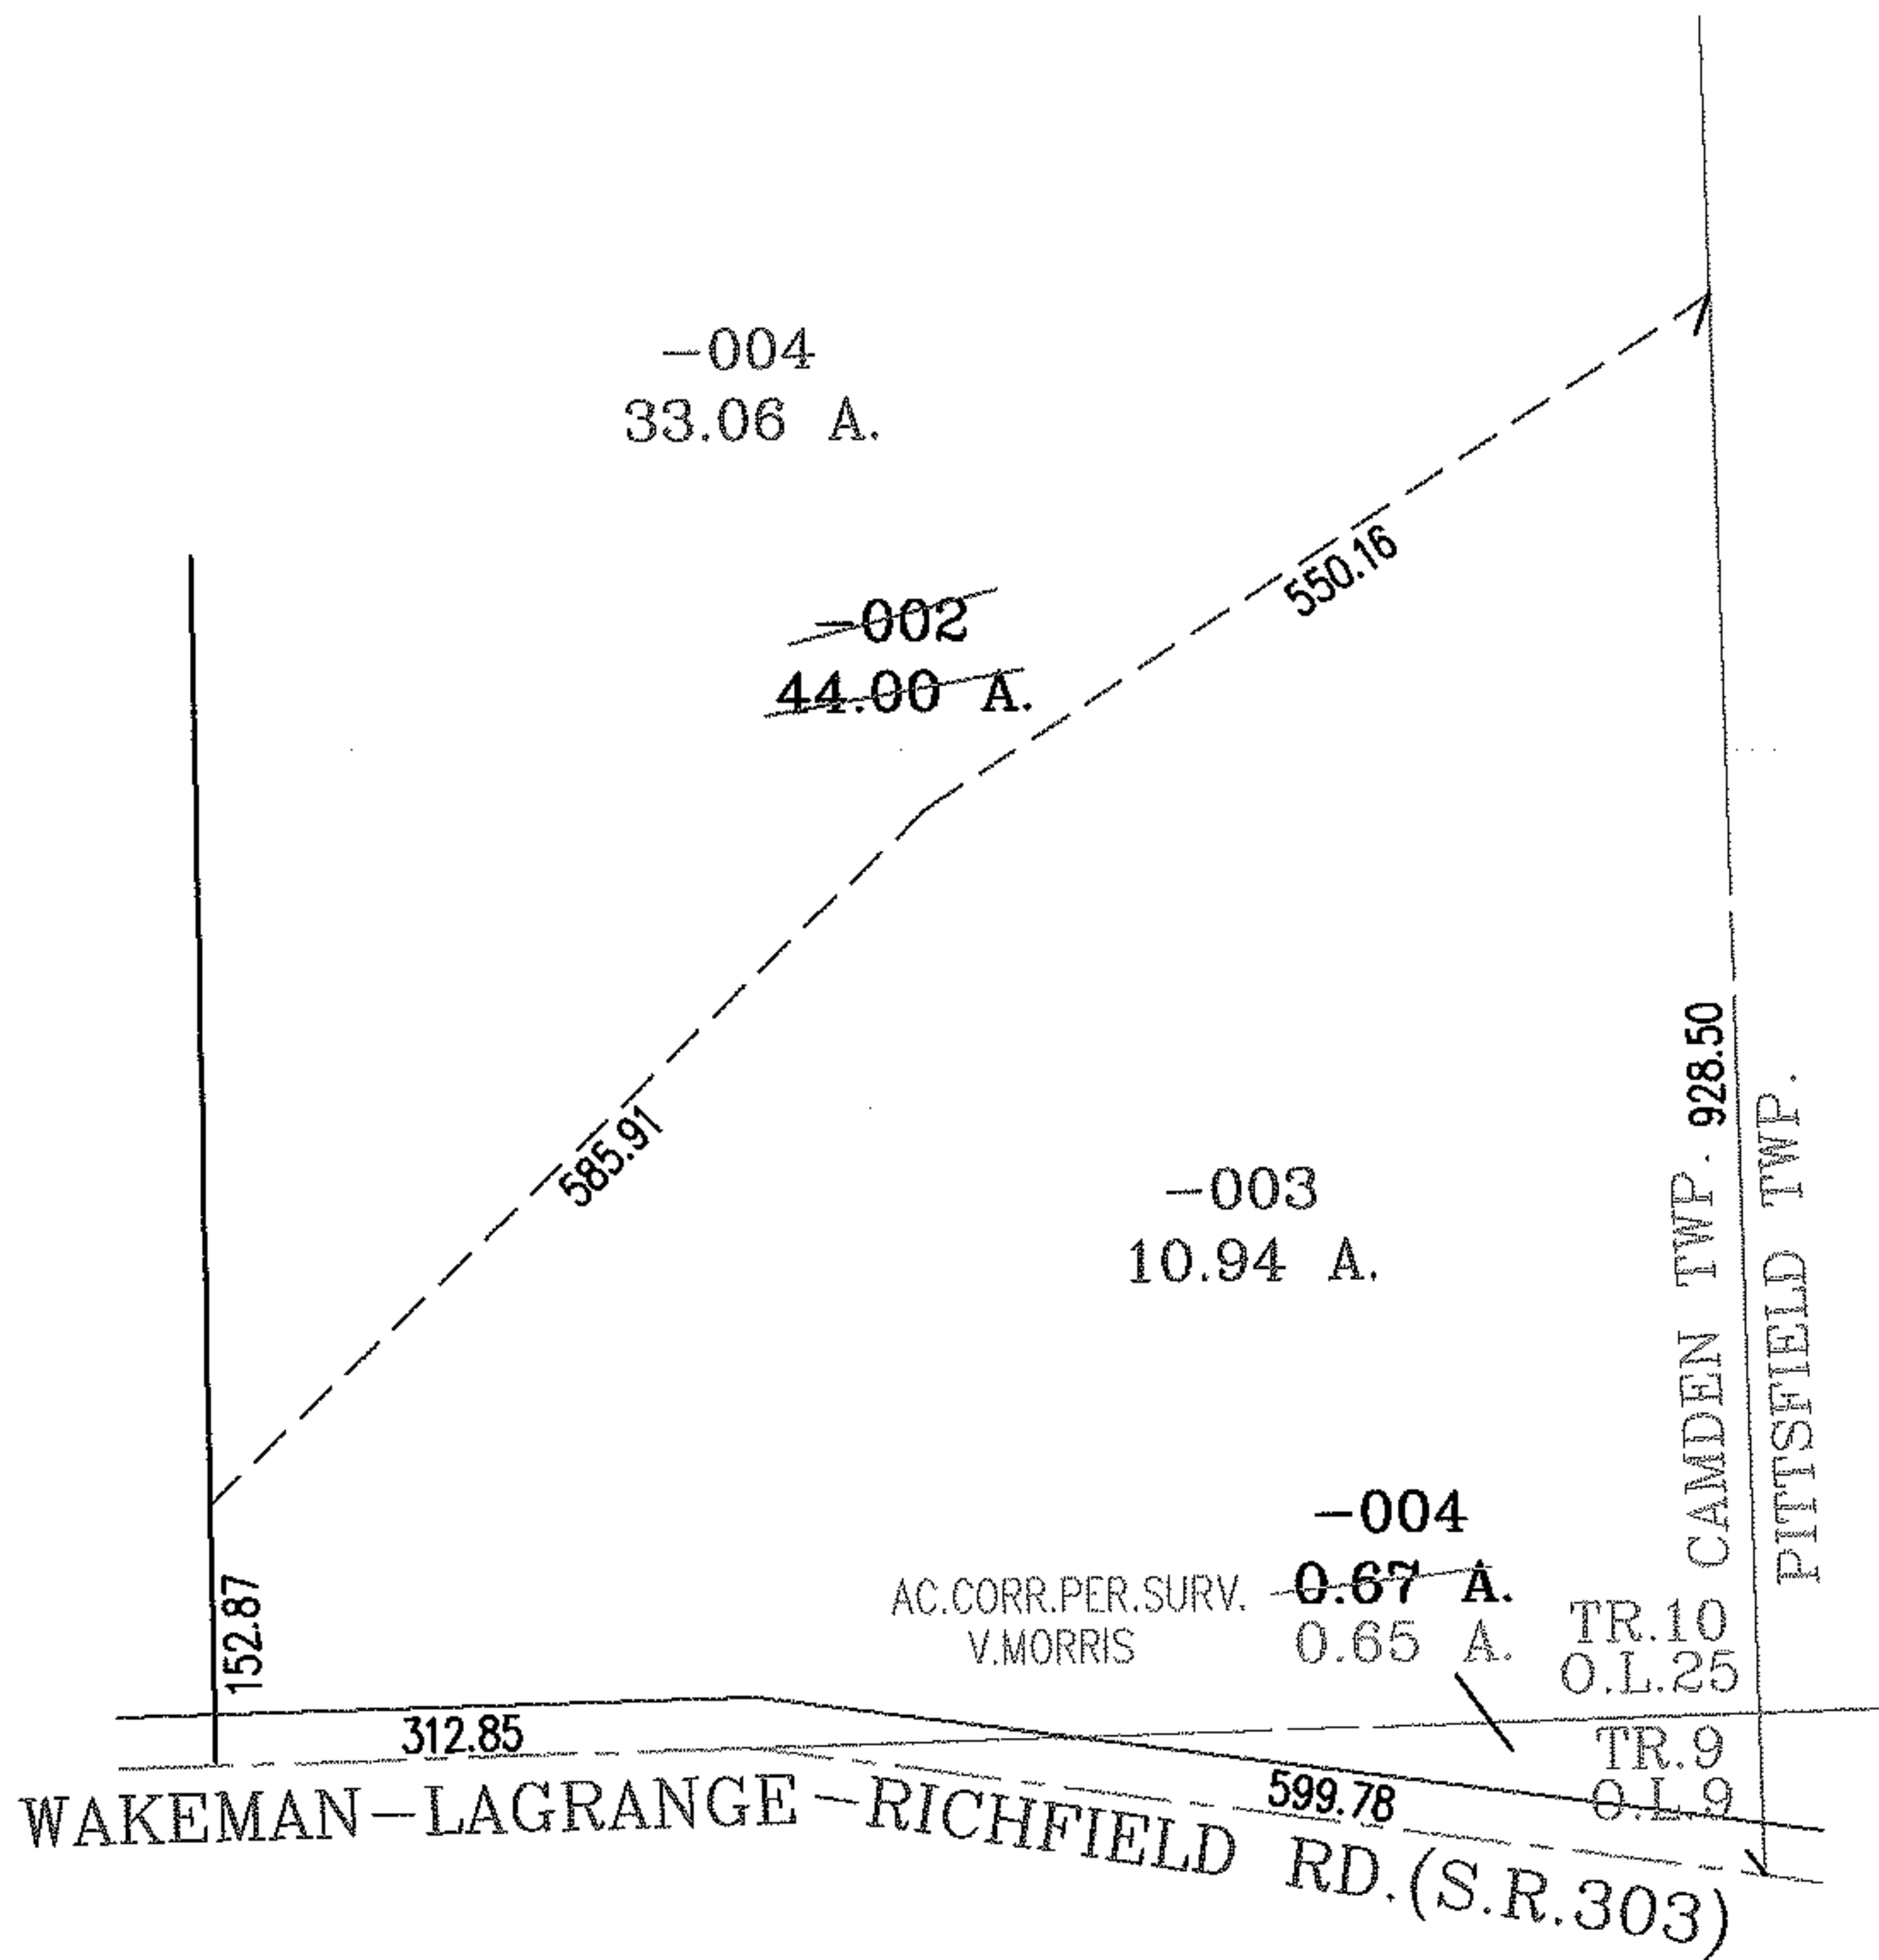 -004
33.06 A.
-002
44.00 A.
550.16
585.91
928.50
CAMDEN TWP.
PITTSFIELD TWP.
-003
10.94 A.
-004
AC.CORR.PER.SURV. 0.67 A.
V.MORRIS 0.65 A.
TR.10
O.L.25
152.87
312.85
TR.9
O.L.9
599.78
WAKEMAN-LAGRANGE-RICHFIELD RD.(S.R.303)